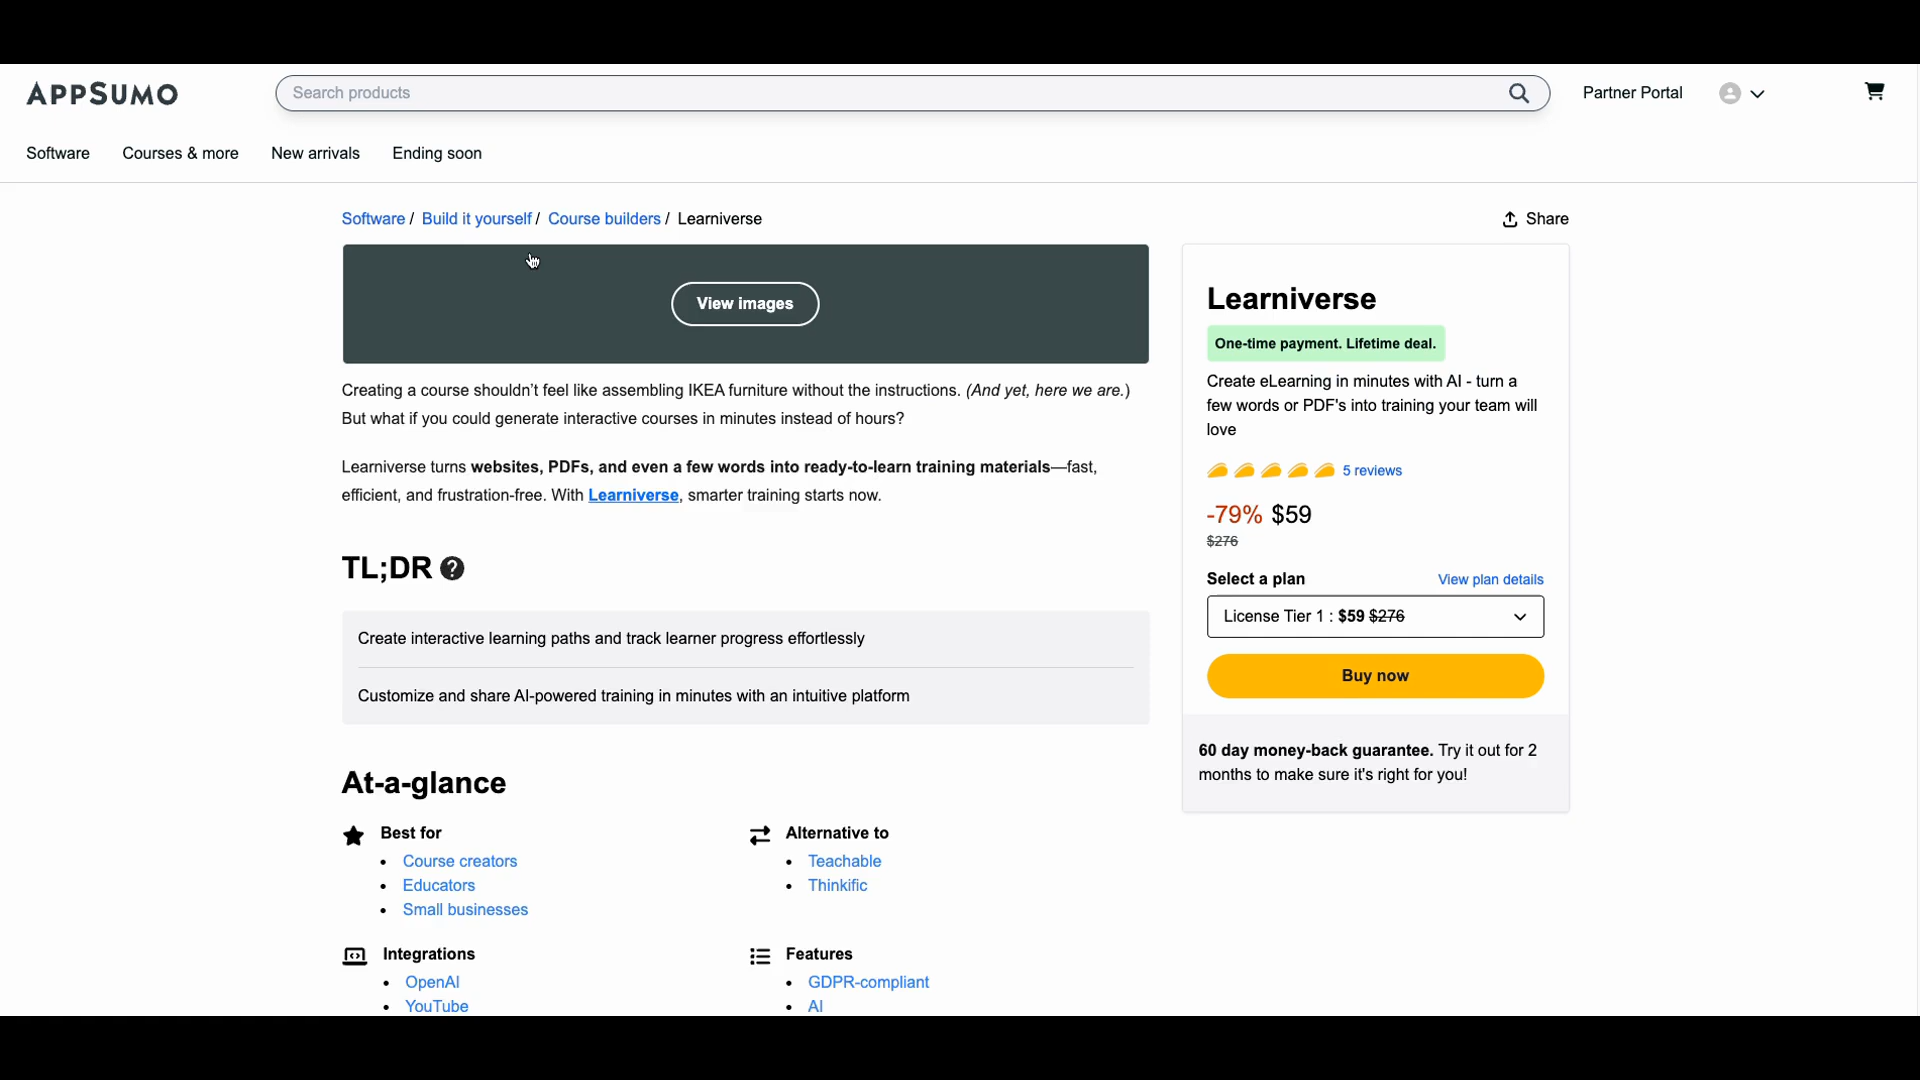 APPSUMO
Search products
Partner Portal
Software
Courses & more
New arrivals
Ending soon
Software / Build it yourself / Course builders / Learniverse
Share
View images
Creating a course shouldn't feel like assembling IKEA furniture without the instructions. (And yet, here we are.)
But what if you could generate interactive courses in minutes instead of hours?
Learniverse turns websites, PDFs, and even a few words into ready-to-learn training materials—fast,
efficient, and frustration-free. With Learniverse, smarter training starts now.
TL;DR ?
Create interactive learning paths and track learner progress effortlessly
Customize and share AI-powered training in minutes with an intuitive platform
At-a-glance
Best for
• Course creators
• Educators
• Small businesses
Alternative to
• Teachable
• Thinkific
Integrations
• OpenAI
• YouTube
Features
• GDPR-compliant
• AI
Learniverse
One-time payment. Lifetime deal.
Create eLearning in minutes with AI - turn a
few words or PDF's into training your team will
love
5 reviews
-79% $59
$276
Select a plan
View plan details
License Tier 1 : $59 $276
Buy now
60 day money-back guarantee. Try it out for 2
months to make sure it's right for you!